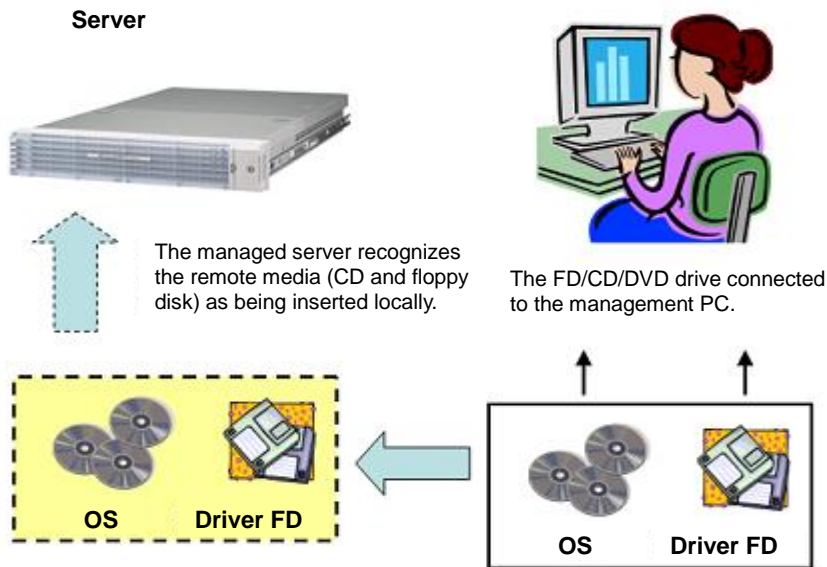 Server
The managed server recognizes
the remote media (CD and floppy
disk) as being inserted locally.
The FD/CD/DVD drive connected
to the management PC.
OS Driver FD
OS Driver FD